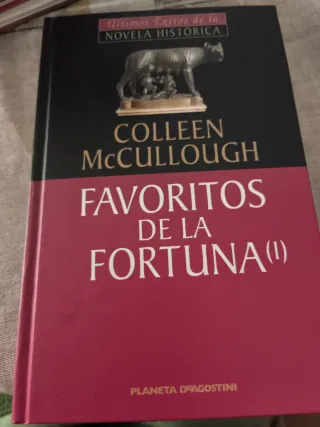 Últimos Éxitos de la
NOVELA HISTÓRICA
COLLEEN
McCULLOUGH
FAVORITOS
DE LA
FORTUNA (I)
PLANETA DEAGOSTINI